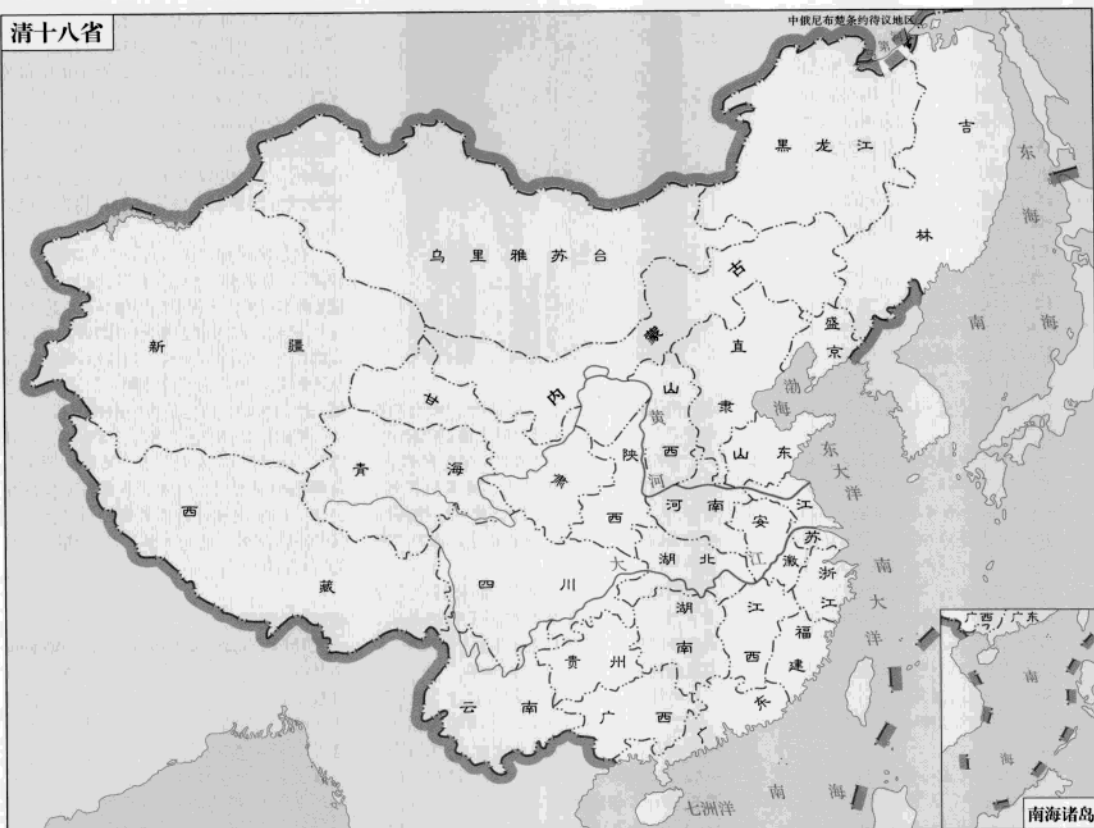 清十八省
中俄尼布楚条约待议地区
黑龙江
吉林
乌里雅苏台
内蒙古
盛京
新疆
直隶
甘肃
山西
陕西
山东
青海
西藏
河南
安徽
江苏
湖北
四川
浙江
湖南
江西
福建
贵州
云南
广西
广东
黄河
大江
渤海
东海
南海
东大洋
南大洋
七洲洋
南海
广西
广东
南海
南海诸岛